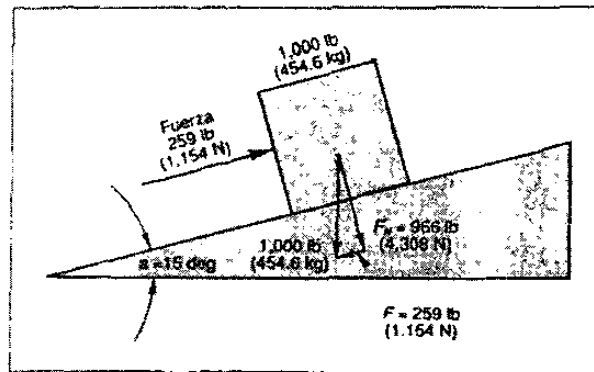 1,000 lb
(454.6 kg)
Fuerza
259 lb
(1.154 N)
1,000 lb
(454.6 kg)
Fₙ = 966 lb
(4,308 N)
a = 15 deg
F = 259 lb
(1.154 N)